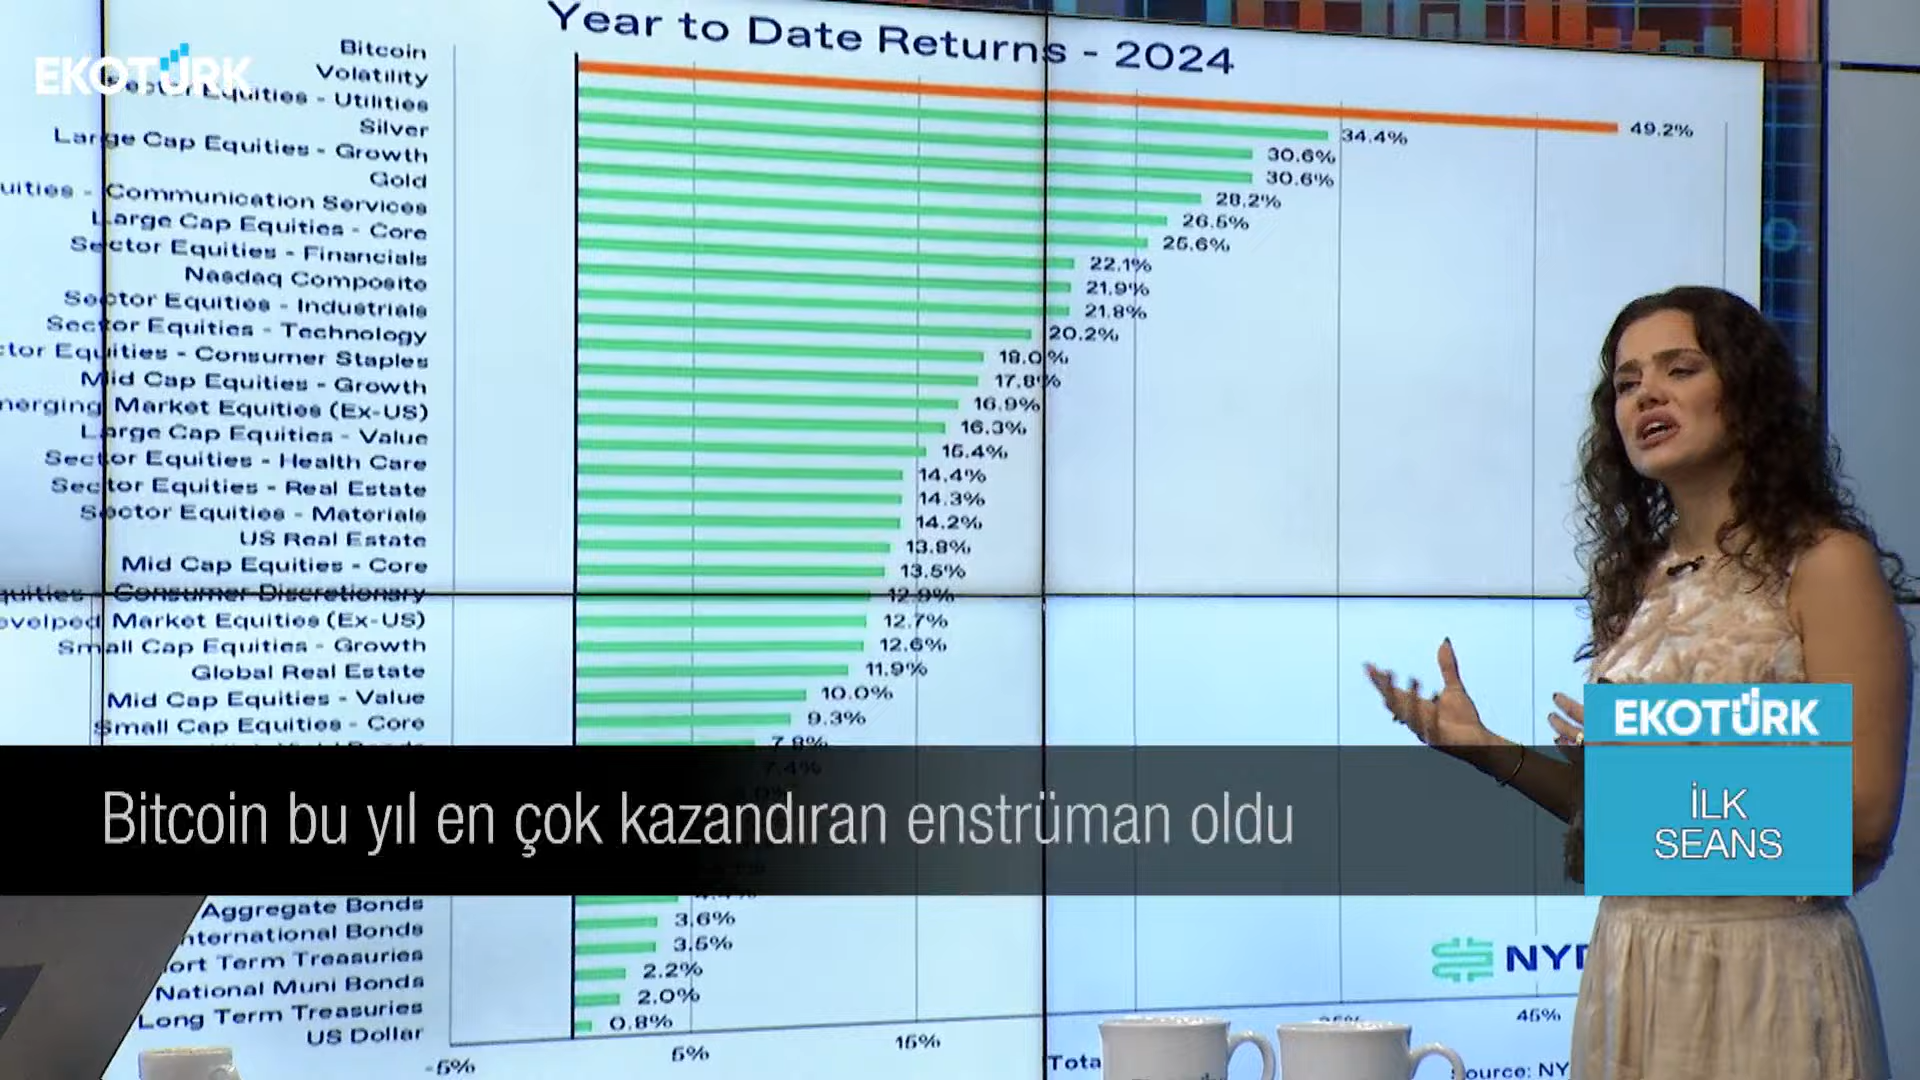 EKOTÜRK
Year to Date Returns - 2024
Bitcoin 49.2%
Volatility 34.4%
Equities - Utilities 30.6%
Silver 30.6%
Large Cap Equities - Growth 28.2%
Gold 26.5%
- Communication Services 25.6%
Large Cap Equities - Core 22.1%
Sector Equities - Financials 21.9%
Nasdaq Composite 21.8%
Sector Equities - Industrials 20.2%
Sector Equities - Technology 18.0%
Equities - Consumer Staples 17.8%
Mid Cap Equities - Growth 16.9%
Market Equities (Ex-US) 16.3%
Large Cap Equities - Value 15.4%
Sector Equities - Health Care 14.4%
Sector Equities - Real Estate 14.3%
Sector Equities - Materials 14.2%
US Real Estate 13.8%
Mid Cap Equities - Core 13.5%
- Consumer Discretionary 12.9%
Market Equities (Ex-US) 12.7%
Small Cap Equities - Growth 12.6%
Global Real Estate 11.9%
Mid Cap Equities - Value 10.0%
Small Cap Equities - Core 9.3%
7.8%
7.4%
EKOTÜRK
Bitcoin bu yıl en çok kazandıran enstrüman oldu
İLK
SEANS
Aggregate Bonds 3.6%
Bonds 3.5%
Term Treasuries 2.2%
National Muni Bonds 2.0%
Long Term Treasuries 0.8%
US Dollar
-5% 5% 15% 45%